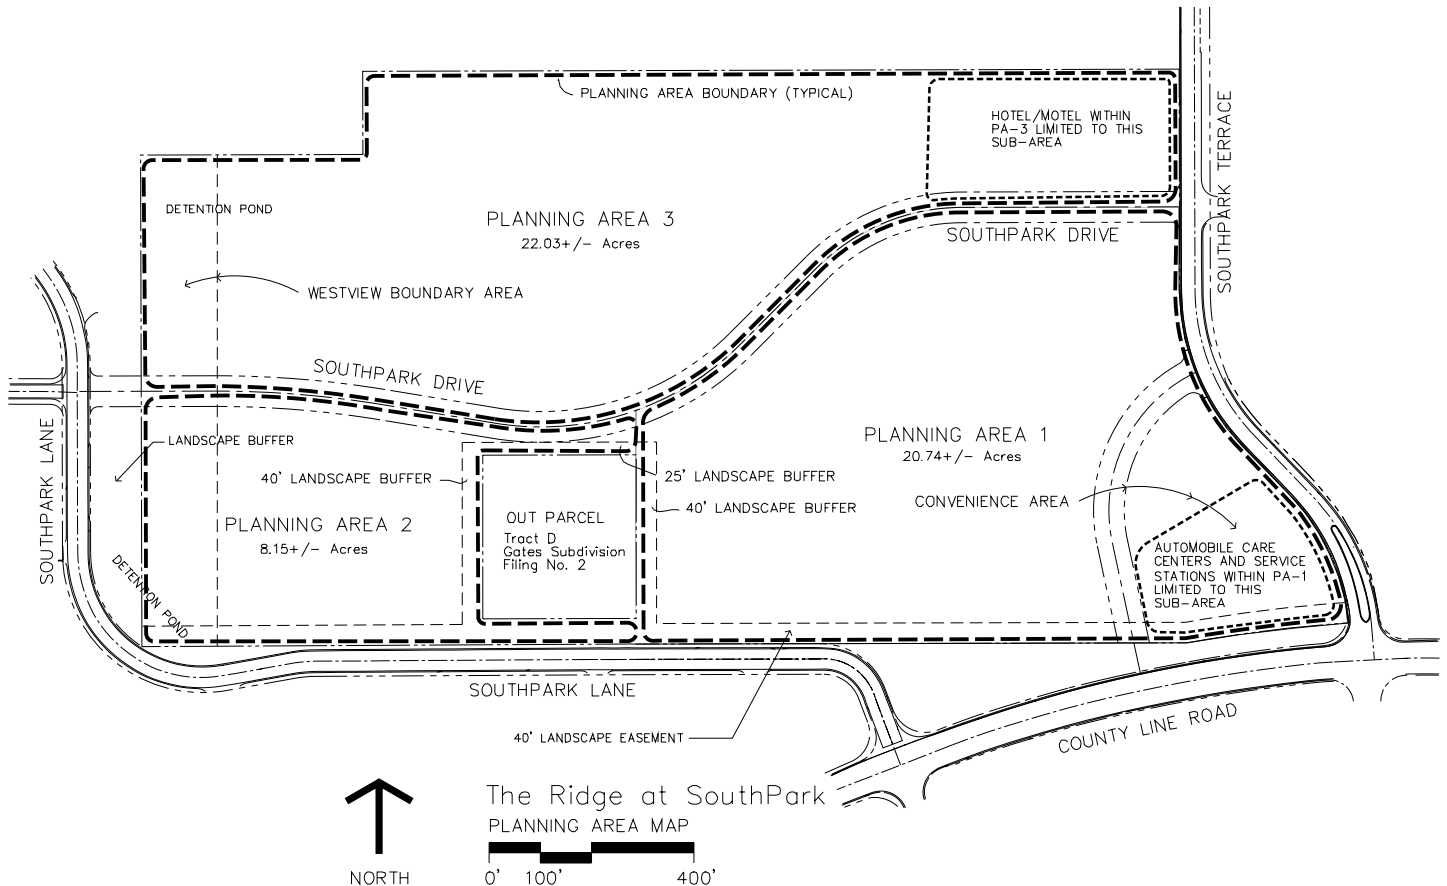 PLANNING AREA BOUNDARY (TYPICAL)
HOTEL/MOTEL WITHIN
PA-3 LIMITED TO THIS
SUB-AREA
SOUTHPARK TERRACE
DETENTION POND
PLANNING AREA 3
22.03+/- Acres
SOUTHPARK DRIVE
WESTVIEW BOUNDARY AREA
SOUTHPARK DRIVE
LANDSCAPE BUFFER
SOUTHPARK LANE
PLANNING AREA 1
20.74+/- Acres
40' LANDSCAPE BUFFER
25' LANDSCAPE BUFFER
40' LANDSCAPE BUFFER
CONVENIENCE AREA
PLANNING AREA 2
8.15+/- Acres
OUT PARCEL
Tract D
Gates Subdivision
Filing No. 2
AUTOMOBILE CARE
CENTERS AND SERVICE
STATIONS WITHIN PA-1
LIMITED TO THIS
SUB-AREA
DETENTION POND
SOUTHPARK LANE
COUNTY LINE ROAD
40' LANDSCAPE EASEMENT
The Ridge at SouthPark
PLANNING AREA MAP
NORTH
0' 100' 400'